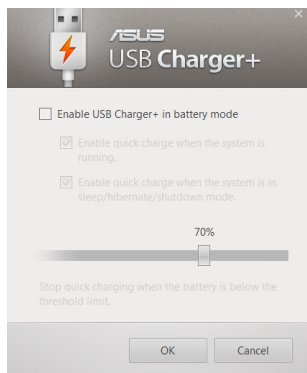 ASUS
USB Charger+
Enable USB Charger+ in battery mode
Enable quick charge when the system is
running.
Enable quick charge when the system is in
sleep/hibernate/shutdown mode.
70%
Stop quick charging when the battery is below the
threshold limit.
OK Cancel